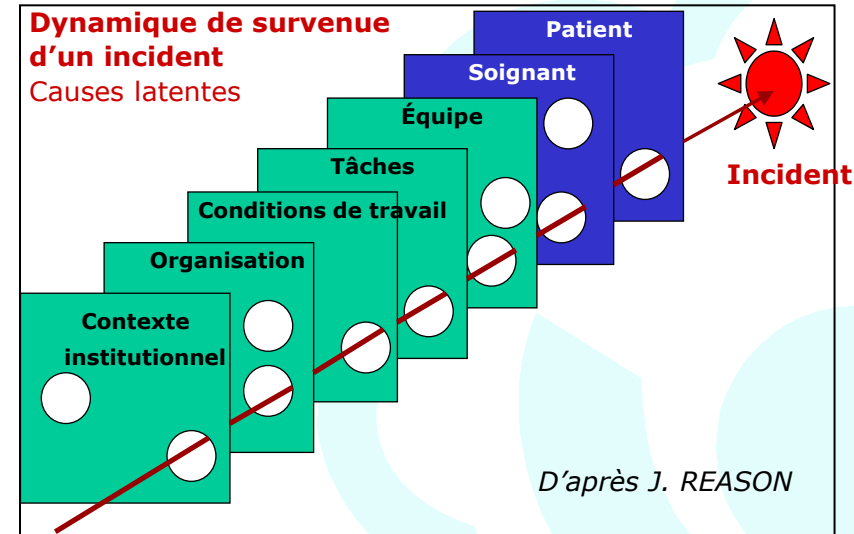 Dynamique de survenue
d'un incident
Causes latentes
Patient
Soignant
Équipe
Tâches
Conditions de travail
Organisation
Contexte
institutionnel
Incident
D'après J. REASON